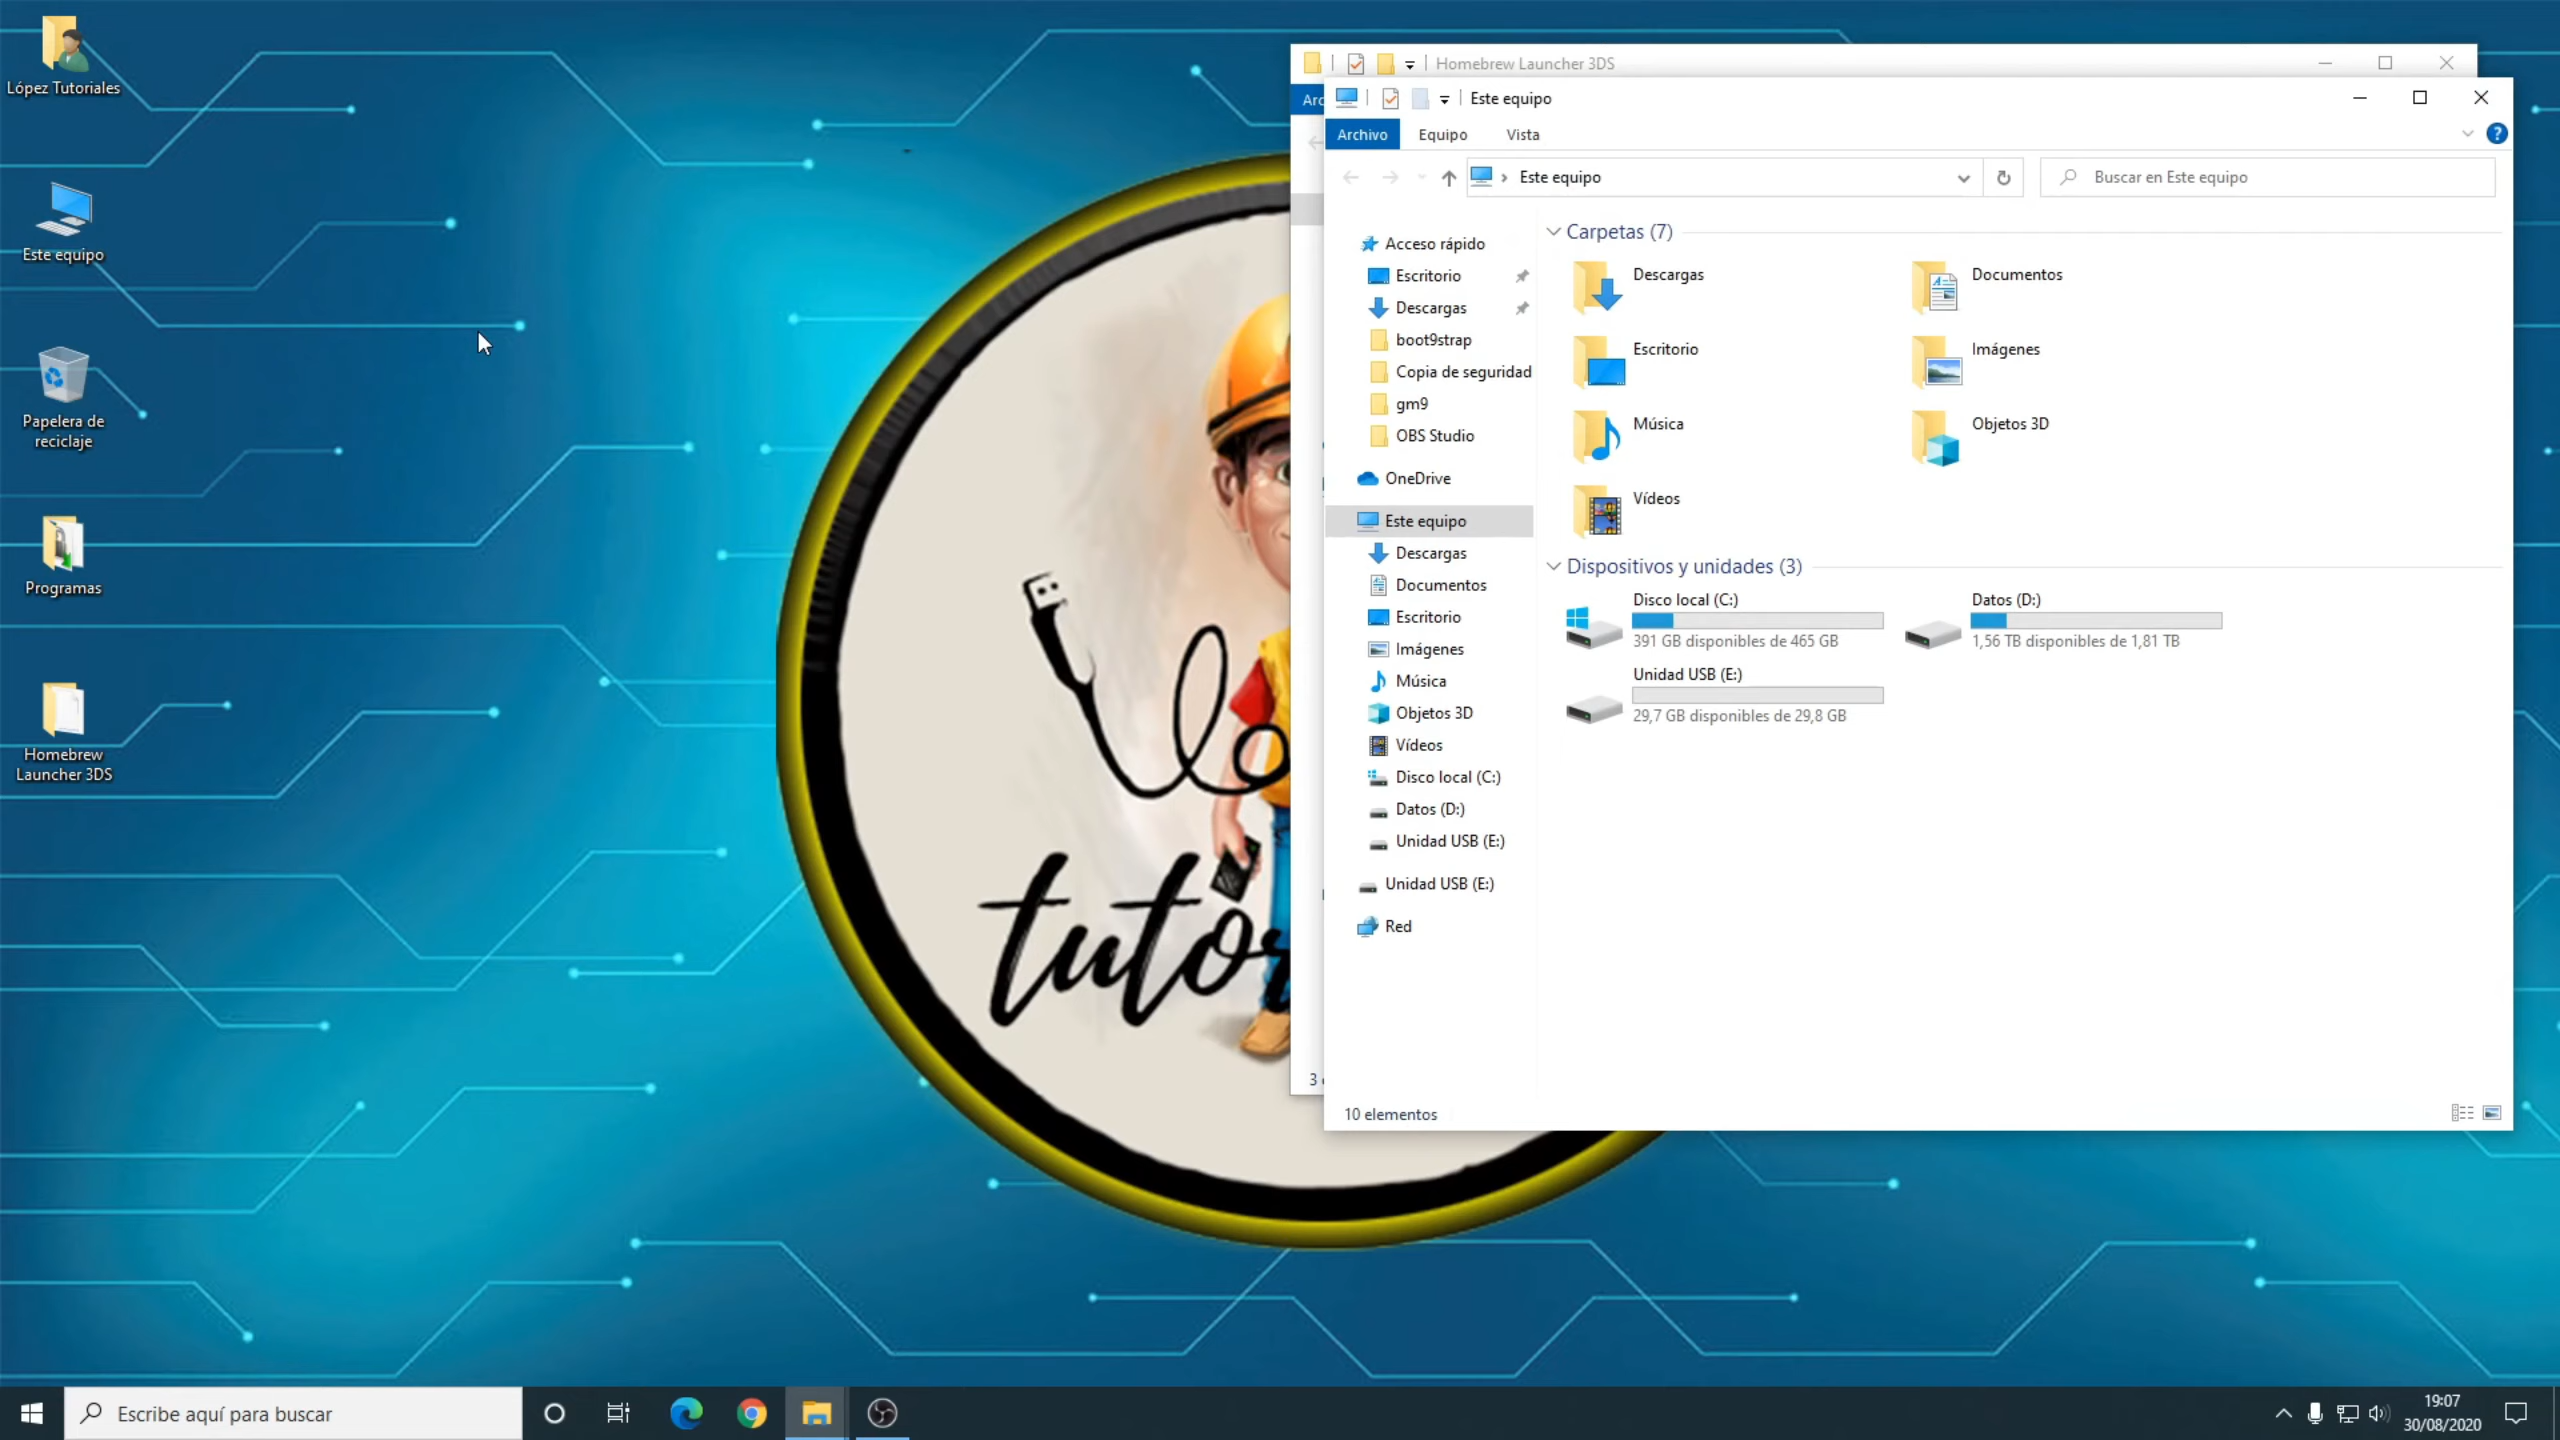 López Tutoriales
Este equipo
Papelera de
reciclaje
Programas
Homebrew
Launcher 3DS
tutor
Homebrew Launcher 3DS
Este equipo
Archivo
Equipo
Vista
Este equipo
Buscar en Este equipo
Acceso rápido
Escritorio
Descargas
boot9strap
Copia de seguridad
gm9
OBS Studio
OneDrive
Este equipo
Descargas
Documentos
Escritorio
Imágenes
Música
Objetos 3D
Vídeos
Disco local (C:)
Datos (D:)
Unidad USB (E:)
Unidad USB (E:)
Red
Carpetas (7)
Descargas
Documentos
Escritorio
Imágenes
Música
Objetos 3D
Vídeos
Dispositivos y unidades (3)
Disco local (C:)
391 GB disponibles de 465 GB
Datos (D:)
1,56 TB disponibles de 1,81 TB
Unidad USB (E:)
29,7 GB disponibles de 29,8 GB
10 elementos
Escribe aquí para buscar
19:07
30/08/2020